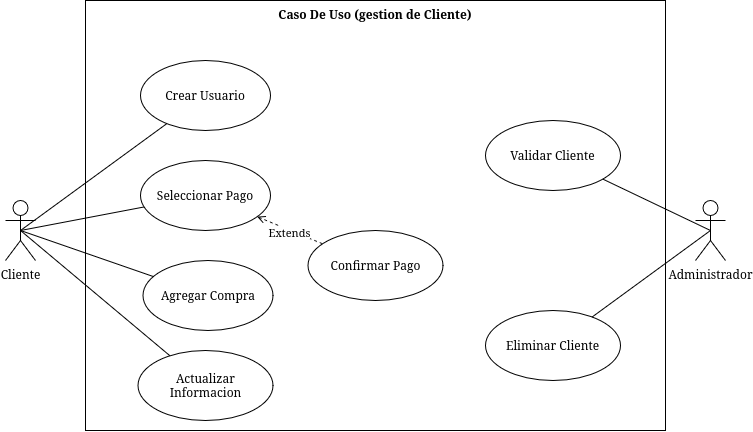 Caso De Uso (gestion de Cliente)
Crear Usuario
Validar Cliente
Seleccionar Pago
Extends
Confirmar Pago
Cliente
Administrador
Agregar Compra
Eliminar Cliente
Actualizar
Informacion